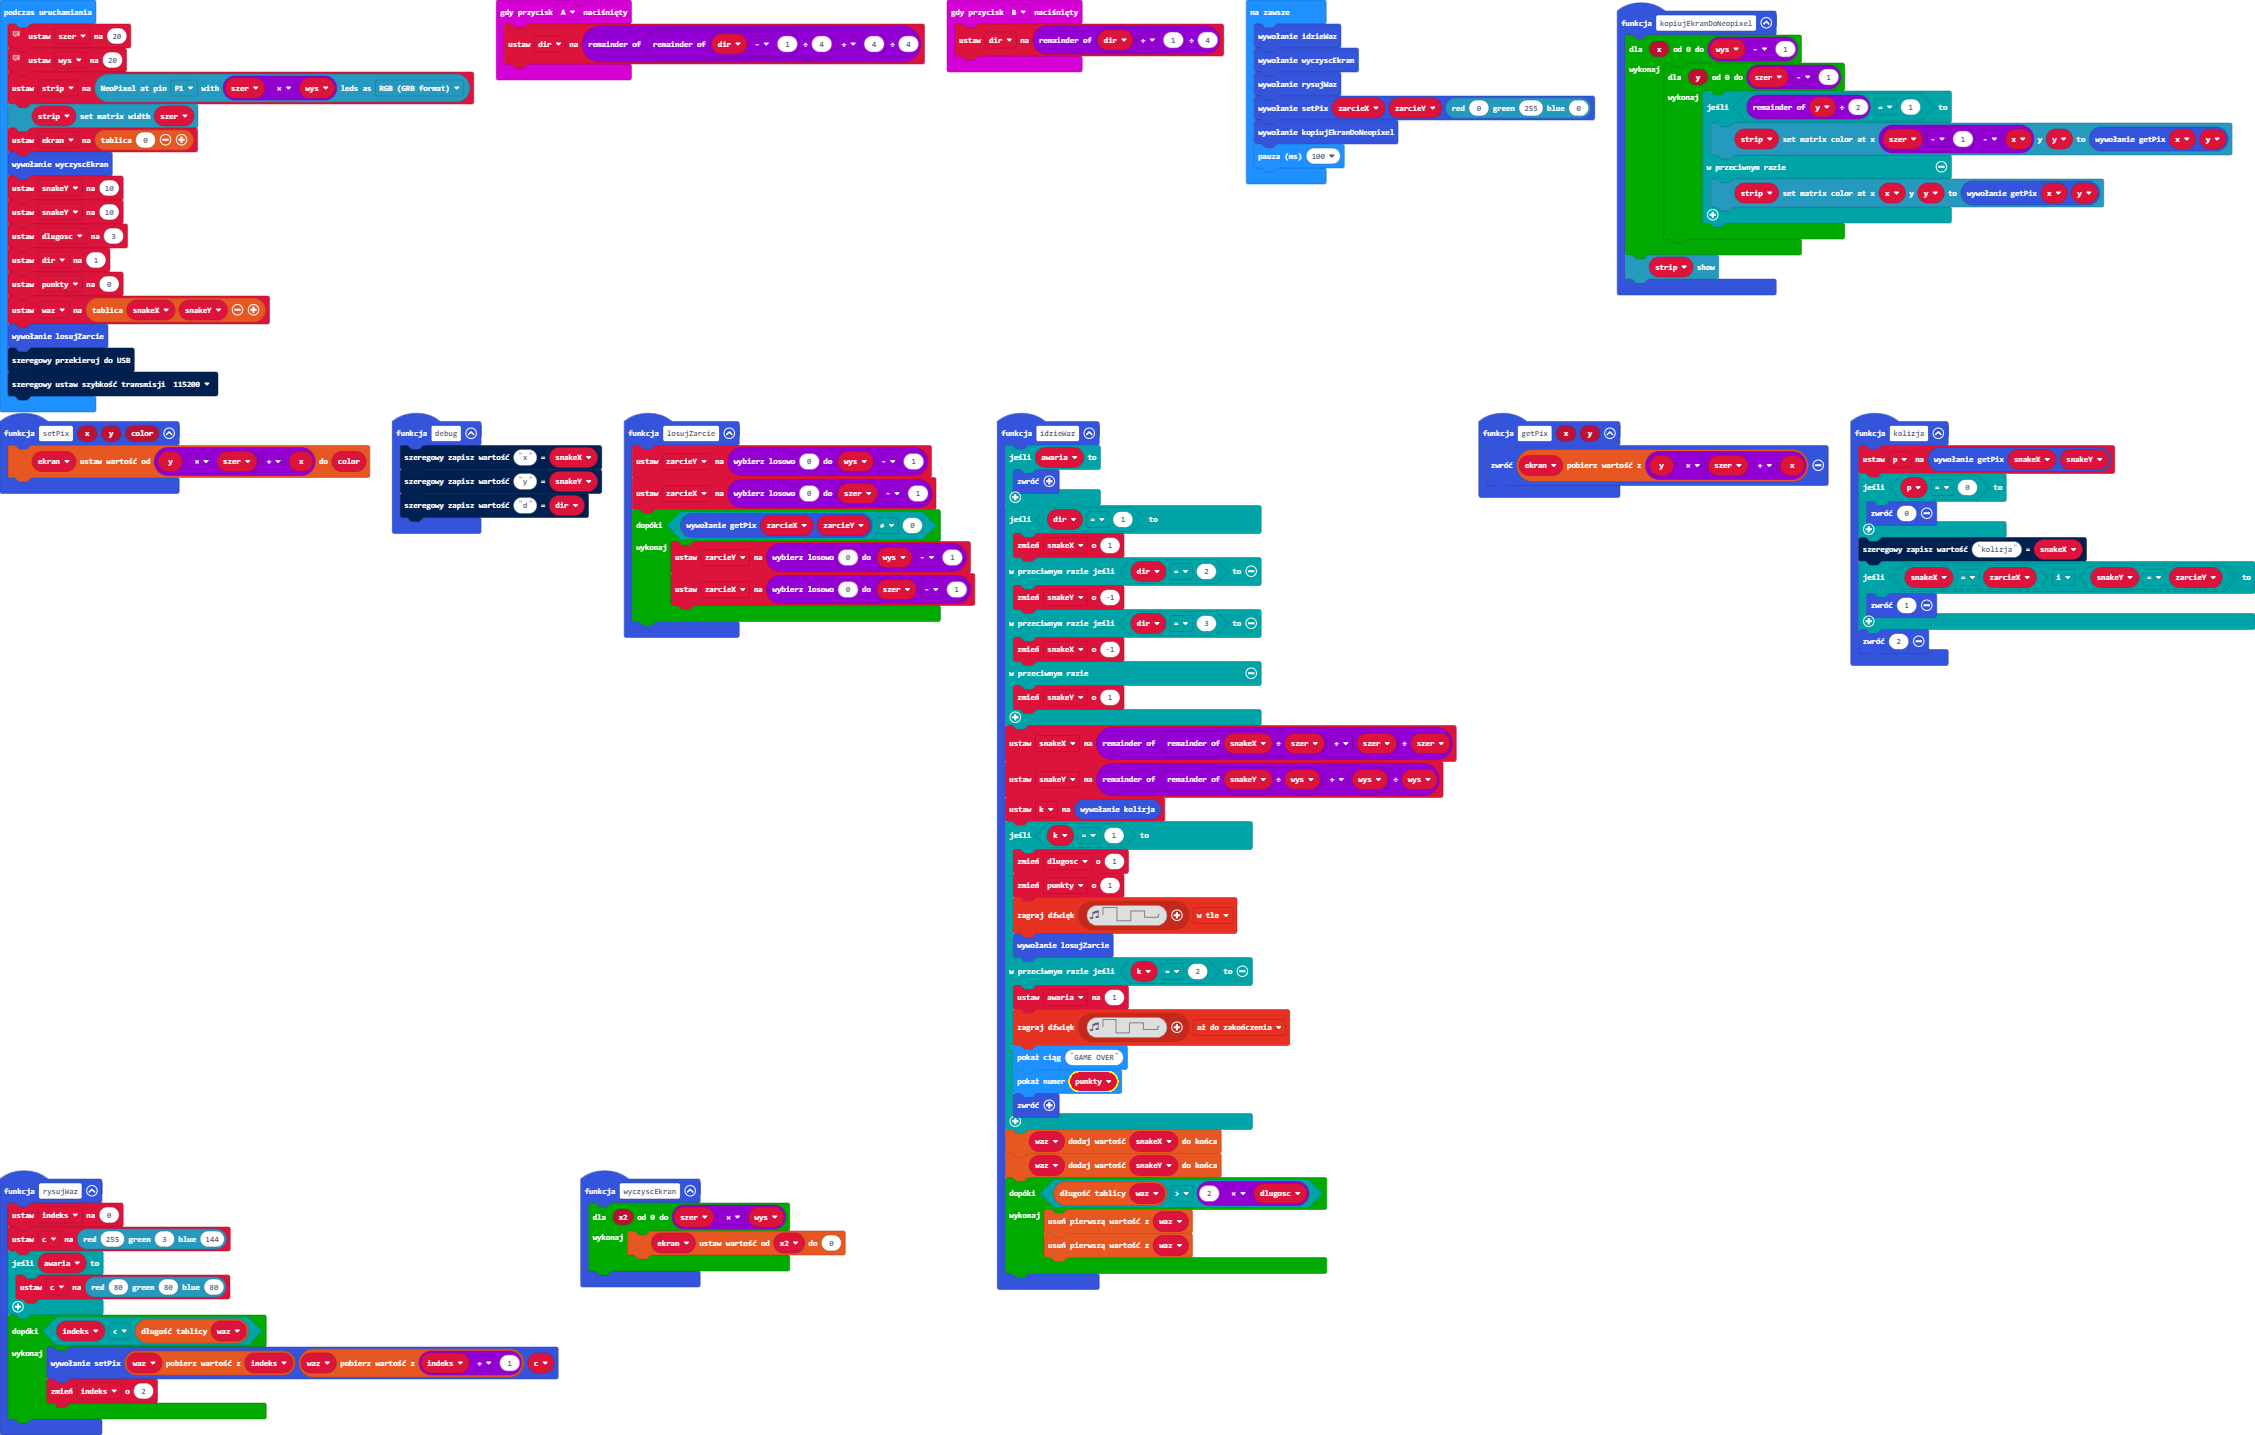 podczas uruchamiania
ustaw szer na 20
ustaw wys na 20
ustaw strip na NeoPixel at pin P1 with szer × wys leds as RGB (GRB format)
strip set matrix width szer
ustaw ekran na tablica 0
wywołanie wyczyscEkran
ustaw snakeY na 10
ustaw snakeY na 10
ustaw dlugosc na 3
ustaw dir na 1
ustaw punkty na 0
ustaw waz na tablica snakeX snakeY
wywołanie losujZarcie
szeregowy przekieruj do USB
szeregowy ustaw szybkość transmisji 115200
gdy przycisk A naciśnięty
ustaw dir na remainder of remainder of dir - 1 ÷ 4 + 4 ÷ 4
gdy przycisk B naciśnięty
ustaw dir na remainder of dir + 1 ÷ 4
na zawsze
wywołanie idzieWaz
wywołanie wyczyscEkran
wywołanie rysujWaz
wywołanie setPix zarcieX zarcieY red 0 green 255 blue 0
wywołanie kopiujEkranDoNeopixel
pauza (ms) 100
funkcja kopiujEkranDoNeopixel
dla x od 0 do wys - 1
wykonaj
dla y od 0 do szer - 1
wykonaj
jeśli remainder of y ÷ 2 = 1 to
strip set matrix color at x szer - 1 - x y y to wywołanie getPix x y
w przeciwnym razie
strip set matrix color at x x y y to wywołanie getPix x y
strip show
funkcja setPix x y color
ekran ustaw wartość od y × szer + x do color
funkcja debug
szeregowy zapisz wartość "x" = snakeX
szeregowy zapisz wartość "y" = snakeY
szeregowy zapisz wartość "d" = dir
funkcja losujZarcie
ustaw zarcieY na wybierz losowo 0 do wys - 1
ustaw zarcieX na wybierz losowo 0 do szer - 1
dopóki wywołanie getPix zarcieX zarcieY ≠ 0
wykonaj
ustaw zarcieY na wybierz losowo 0 do wys - 1
ustaw zarcieX na wybierz losowo 0 do szer - 1
funkcja idzieWaz
jeśli awaria to
zwróć
jeśli dir = 1 to
zmień snakeX o 1
w przeciwnym razie jeśli dir = 2 to
zmień snakeY o -1
w przeciwnym razie jeśli dir = 3 to
zmień snakeX o -1
w przeciwnym razie
zmień snakeY o 1
ustaw snakeX na remainder of remainder of snakeX ÷ szer + szer ÷ szer
ustaw snakeY na remainder of remainder of snakeY ÷ wys + wys ÷ wys
ustaw k na wywołanie kolizja
jeśli k = 1 to
zmień dlugosc o 1
zmień punkty o 1
zagraj dźwięk w tle
wywołanie losujZarcie
w przeciwnym razie jeśli k = 2 to
ustaw awaria na 1
zagraj dźwięk aż do zakończenia
pokaż ciąg "GAME OVER"
pokaż numer punkty
zwróć
waz dodaj wartość snakeX do końca
waz dodaj wartość snakeY do końca
dopóki długość tablicy waz > 2 × dlugosc
wykonaj
usuń pierwszą wartość z waz
usuń pierwszą wartość z waz
funkcja getPix x y
zwróć ekran pobierz wartość z y × szer + x
funkcja kolizja
ustaw p na wywołanie getPix snakeX snakeY
jeśli p = 0 to
zwróć 0
szeregowy zapisz wartość "kolizja" = snakeX
jeśli snakeX = zarcieX i snakeY = zarcieY to
zwróć 1
zwróć 2
funkcja rysujWaz
ustaw indeks na 0
ustaw c na red 255 green 3 blue 144
jeśli awaria to
ustaw c na red 80 green 80 blue 80
dopóki indeks < długość tablicy waz
wykonaj
wywołanie setPix waz pobierz wartość z indeks waz pobierz wartość z indeks + 1 c
zmień indeks o 2
funkcja wyczyscEkran
dla x2 od 0 do szer × wys
wykonaj
ekran ustaw wartość od x2 do 0